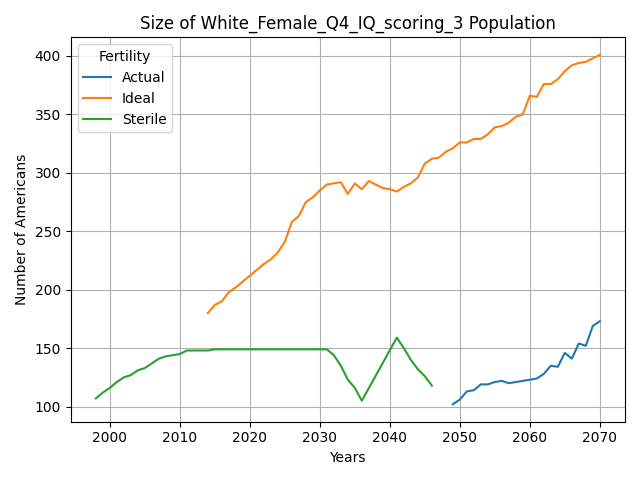 Size of White_Female_Q4_IQ_scoring_3 Population
Fertility
Actual
Ideal
Sterile
Number of Americans
400
350
300
250
200
150
100
2000 2010 2020 2030 2040 2050 2060 2070
Years